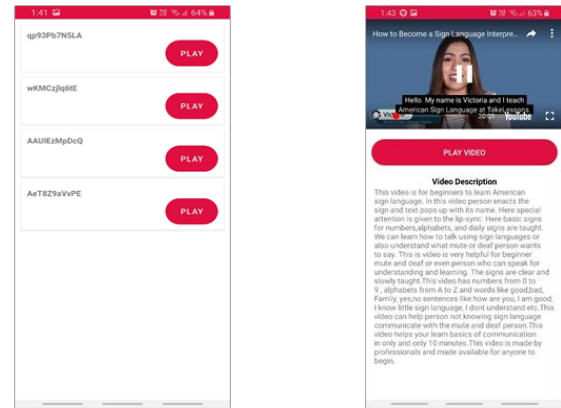 1:41
64%
qp93Pb7N5LA
PLAY
wKMCzjlq6tE
PLAY
AAUIEzMpDcQ
PLAY
AeT8Z9aVvPE
PLAY
1:43
63%
How to Become a Sign Language Interpre...
Hello. My name is Victoria and I teach
American Sign Language at TakeLessons.
Vic
20:05
YouTube
PLAY VIDEO
Video Description
This video is for beginners to learn American
sign language. In this video person enacts the
sign and text pops up with its name. Here special
attention is given to the lip-sync. Here basic signs
for numbers,alphabets, and daily signs are taught.
We can learn how to talk using sign languages or
also understand what mute or deaf person wants
to say. This is video is very helpful for beginner
mute and deaf or even person who can speak for
understanding and learning. The signs are clear and
slowly taught.This video has numbers from 0 to
9 , alphabets from A to Z and words like good,bad,
Family, yes,no sentences like how are you, I am good,
I know little sign language, I dont understand etc.This
video can help person not knowing sign language
communicate with the mute and deaf person.This
video helps your learn basics of communication
in only and only 10 minutes.This video is made by
professionals and made available for anyone to
begin.